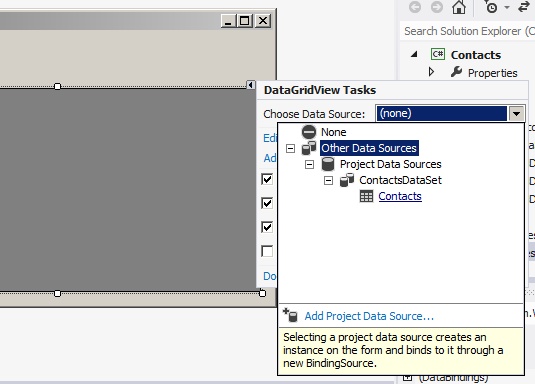 Search Solution Explorer (
C# Contacts
Properties
DataGridView Tasks
Choose Data Source: (none)
None
Other Data Sources
Project Data Sources
ContactsDataSet
Contacts
Edi
Ad
Do
Add Project Data Source...
Selecting a project data source creates an
instance on the form and binds to it through a
new BindingSource.
(DataBindings)